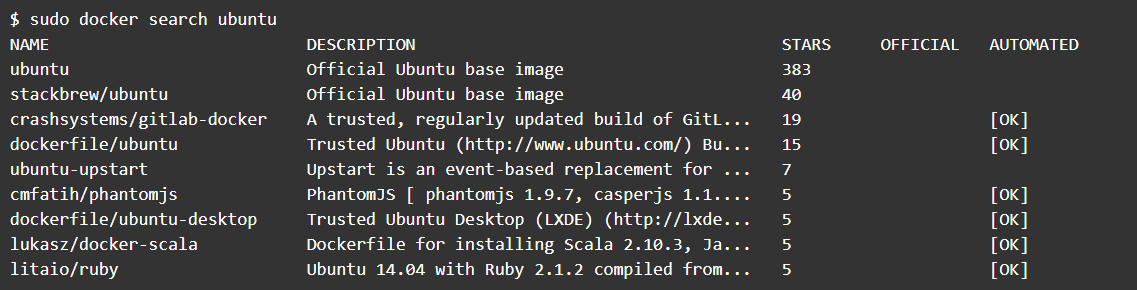 $ sudo docker search ubuntu
NAME DESCRIPTION STARS OFFICIAL AUTOMATED
ubuntu Official Ubuntu base image 383
stackbrew/ubuntu Official Ubuntu base image 40
crashsystems/gitlab-docker A trusted, regularly updated build of GitL... 19 [OK]
dockerfile/ubuntu Trusted Ubuntu (http://www.ubuntu.com/) Bu... 15 [OK]
ubuntu-upstart Upstart is an event-based replacement for ... 7
cmfatih/phantomjs PhantomJS [ phantomjs 1.9.7, casperjs 1.1.... 5 [OK]
dockerfile/ubuntu-desktop Trusted Ubuntu Desktop (LXDE) (http://lxde... 5 [OK]
lukasz/docker-scala Dockerfile for installing Scala 2.10.3, Ja... 5 [OK]
litaio/ruby Ubuntu 14.04 with Ruby 2.1.2 compiled from... 5 [OK]